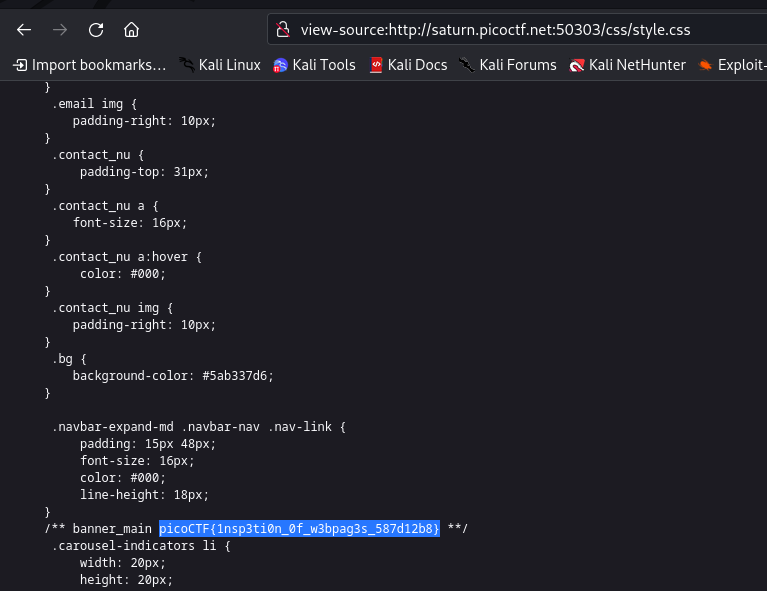 view-source:http://saturn.picoctf.net:50303/css/style.css
Import bookmarks... Kali Linux Kali Tools Kali Docs Kali Forums Kali NetHunter Exploit-
}
.email img {
padding-right: 10px;
}
.contact_nu {
padding-top: 31px;
}
.contact_nu a {
font-size: 16px;
}
.contact_nu a:hover {
color: #000;
}
.contact_nu img {
padding-right: 10px;
}
.bg {
background-color: #5ab337d6;
}
.navbar-expand-md .navbar-nav .nav-link {
padding: 15px 48px;
font-size: 16px;
color: #000;
line-height: 18px;
}
/** banner_main picoCTF{1nsp3ti0n_0f_w3bpag3s_587d12b8} **/
.carousel-indicators li {
width: 20px;
height: 20px;